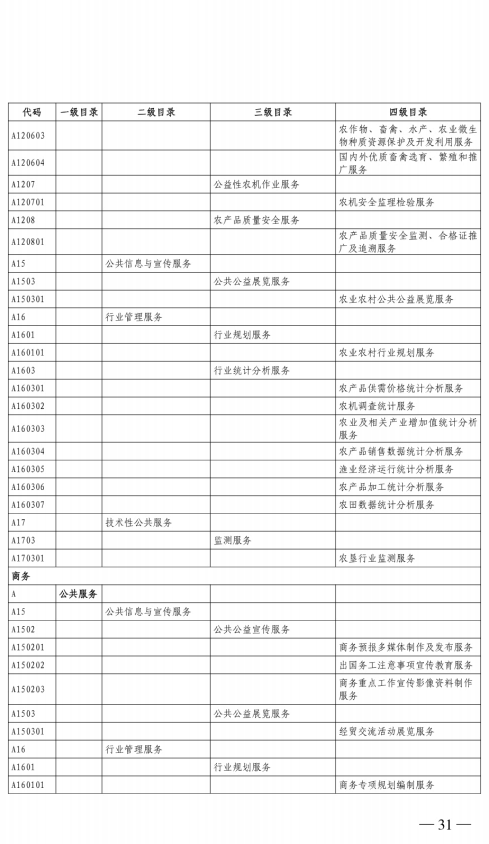 代码 一级目录 二级目录 三级目录 四级目录
A120603 农作物、畜禽、水产、农业微生
物种质资源保护及开发利用服务
A120604 国内外优质畜禽选育、繁殖和推
广服务
A1207 公益性农机作业服务
A120701 农机安全监理检验服务
A1208 农产品质量安全服务
A120801 农产品质量安全监测、合格证推
广及追溯服务
A15 公共信息与宣传服务
A1503 公共公益展览服务
A150301 农业农村公共公益展览服务
A16 行业管理服务
A1601 行业规划服务
A160101 农业农村行业规划服务
A1603 行业统计分析服务
A160301 农产品供需价格统计分析服务
A160302 农机调查统计服务
A160303 农业及相关产业增加值统计分析
服务
A160304 农产品销售数据统计分析服务
A160305 渔业经济运行统计分析服务
A160306 农产品加工统计分析服务
A160307 农田数据统计分析服务
A17 技术性公共服务
A1703 监测服务
A170301 农垦行业监测服务
商务
A 公共服务
A15 公共信息与宣传服务
A1502 公共公益宣传服务
A150201 商务预报多媒体制作及发布服务
A150202 出国务工注意事项宣传教育服务
A150203 商务重点工作宣传影像资料制作
服务
A1503 公共公益展览服务
A150301 经贸交流活动展览服务
A16 行业管理服务
A1601 行业规划服务
A160101 商务专项规划编制服务
— 31 —